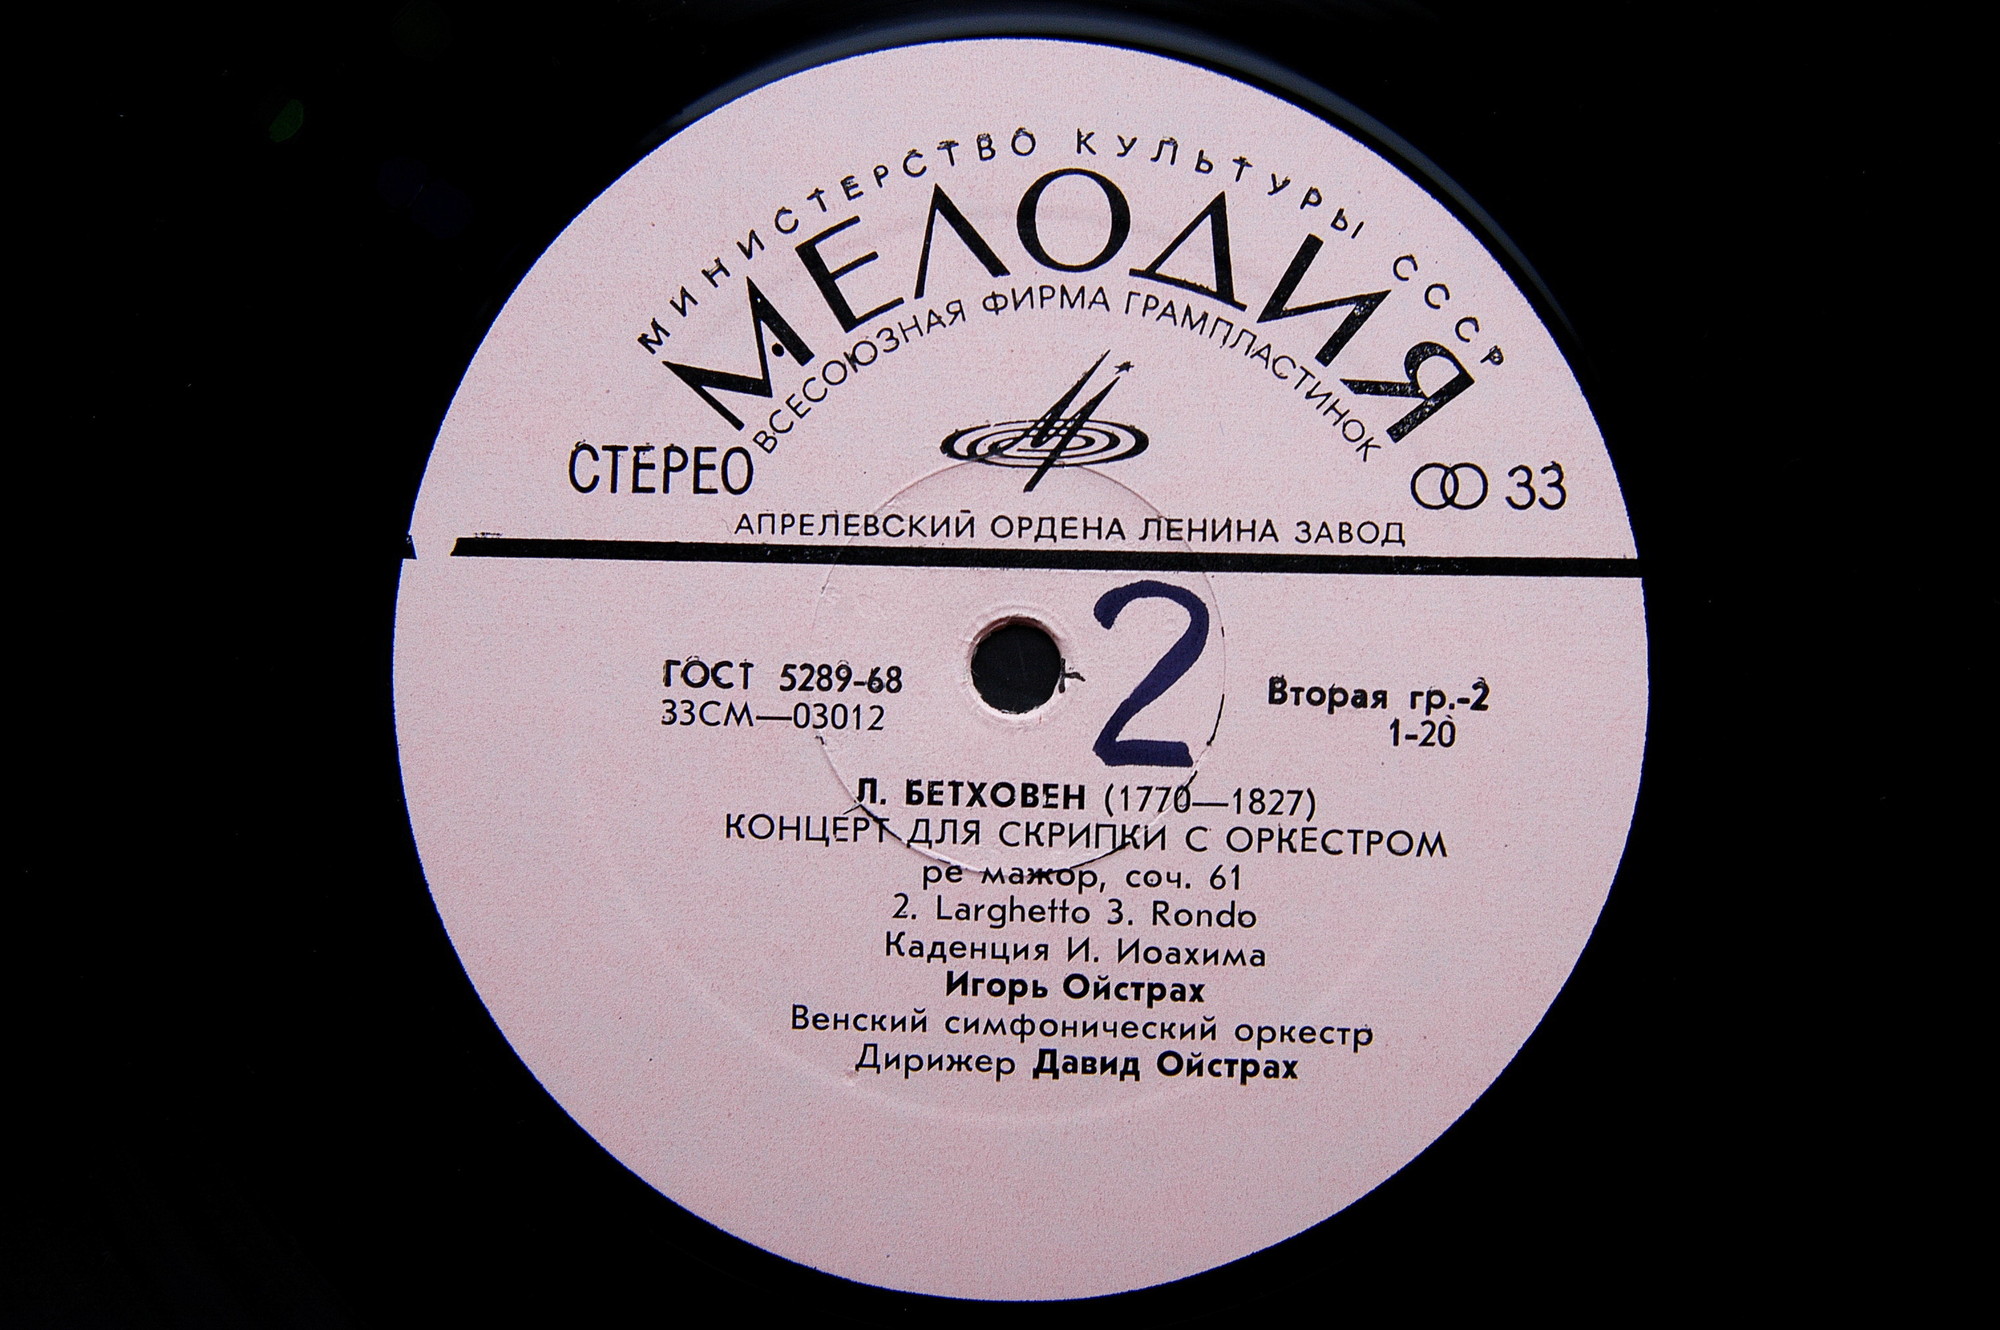 МИНИСТЕРСТВО КУЛЬТУРЫ СССР
МЕЛОДИЯ
ВСЕСОЮЗНАЯ ФИРМА ГРАМПЛАСТИНОК
СТЕРЕО
33
АПРЕЛЕВСКИЙ ОРДЕНА ЛЕНИНА ЗАВОД
2
ГОСТ 5289-68
33СМ—03012
Вторая гр.-2
1-20
Л. БЕТХОВЕН (1770—1827)
КОНЦЕРТ ДЛЯ СКРИПКИ С ОРКЕСТРОМ
ре мажор, соч. 61
2. Larghetto 3. Rondo
Каденция И. Иоахима
Игорь Ойстрах
Венский симфонический оркестр
Дирижер Давид Ойстрах